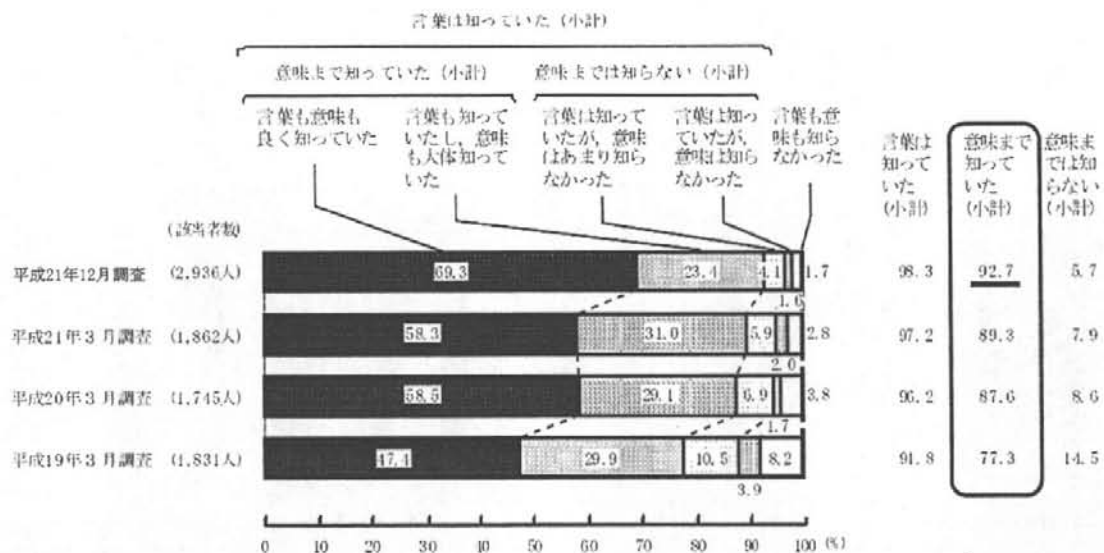 言葉は知っていた (小計)
意味まで知っていた (小計) 意味までは知らない (小計)
言葉も意味も
良く知っていた
言葉も知って
いたし、意味
も大体知って
いた
言葉は知って
いたが、意味
はあまり知ら
なかった
言葉は知っ
ていたが、
意味は知ら
なかった
言葉も意
味も知ら
なかった
言葉は
知って
いた
(小計)
意味まで
知って
いた
(小計)
意味ま
では知
らない
(小計)
(該当者数)
平成21年12月調査 (2,936人) 69.3 23.4 4.1 1.6 1.7 98.3 92.7 5.7
平成21年3月調査 (1,862人) 58.3 31.0 5.9 2.0 2.8 97.2 89.3 7.9
平成20年3月調査 (1,745人) 58.5 29.1 6.9 1.7 3.8 96.2 87.6 8.6
平成19年3月調査 (1,831人) 47.4 29.9 10.5 3.9 8.2 91.8 77.3 14.5
0 10 20 30 40 50 60 70 80 90 100 (%)